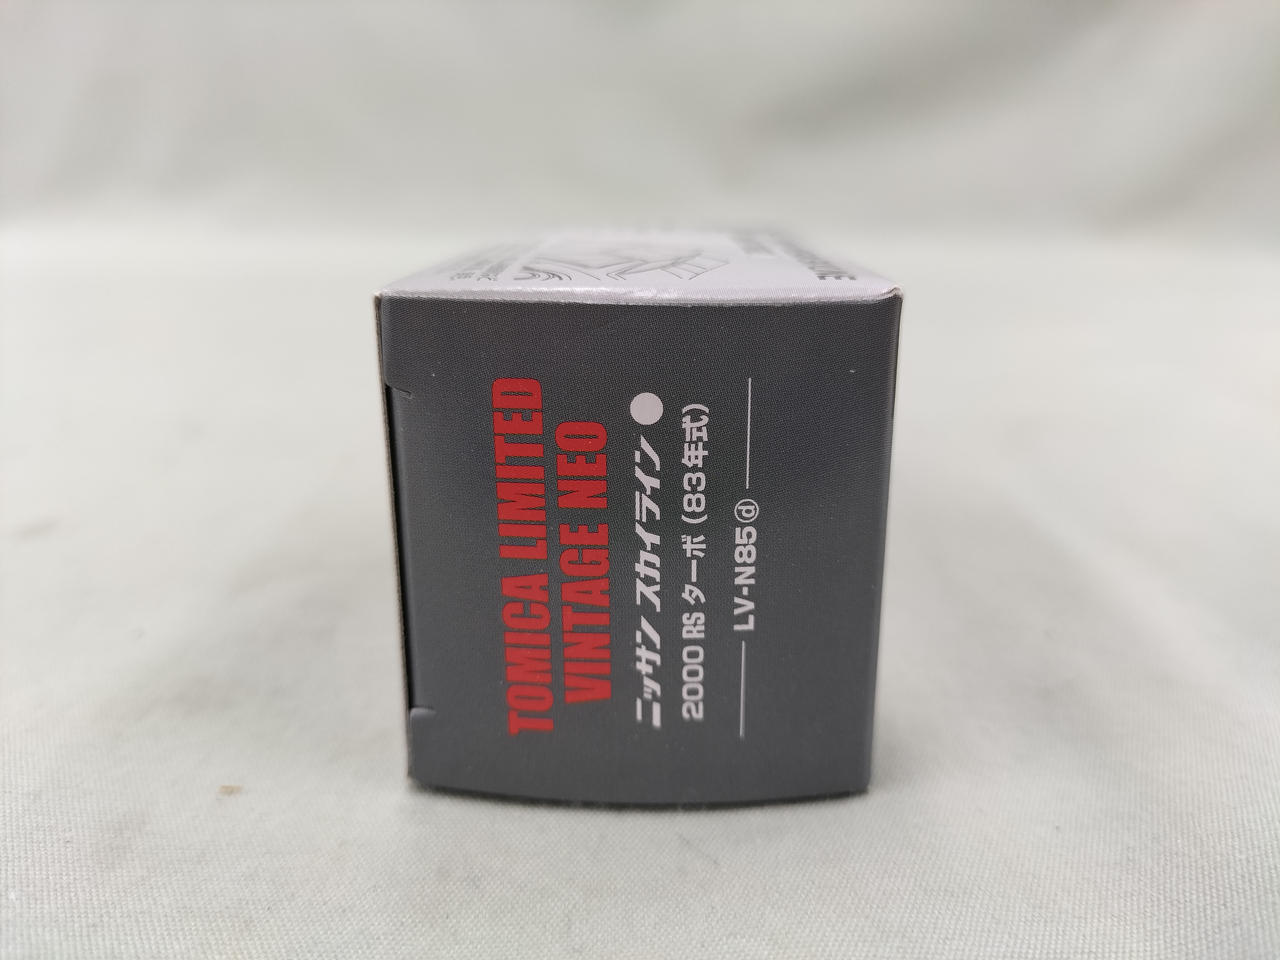 TOMICA LIMITED
VINTAGE NEO
ニッサン スカイライン
2000 RS ターボ (83年式)
LV-N85ⓓ